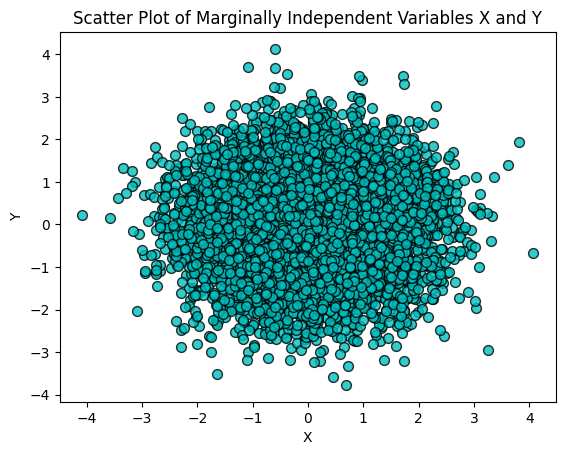 Scatter Plot of Marginally Independent Variables X and Y
4
3
2
1
0
−1
−2
−3
−4
Y
−4 −3 −2 −1 0 1 2 3 4
X